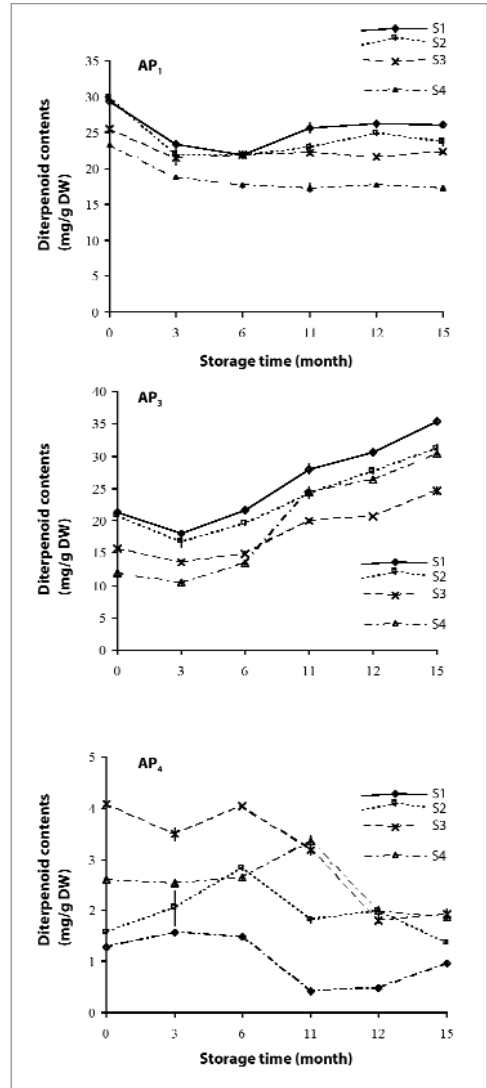 S1
S2
S3
S4
AP1
35
30
25
20
15
10
5
0
Diterpenoid contents
(mg/g DW)
0 3 6 11 12 15
Storage time (month)
AP3
40
35
30
25
20
15
10
5
0
Diterpenoid contents
(mg/g DW)
S1
S2
S3
S4
0 3 6 11 12 15
AP4
5
4
3
2
1
0
Diterpenoid contents
(mg/g DW)
S1
S2
S3
S4
0 3 6 11 12 15
Storage time (month)